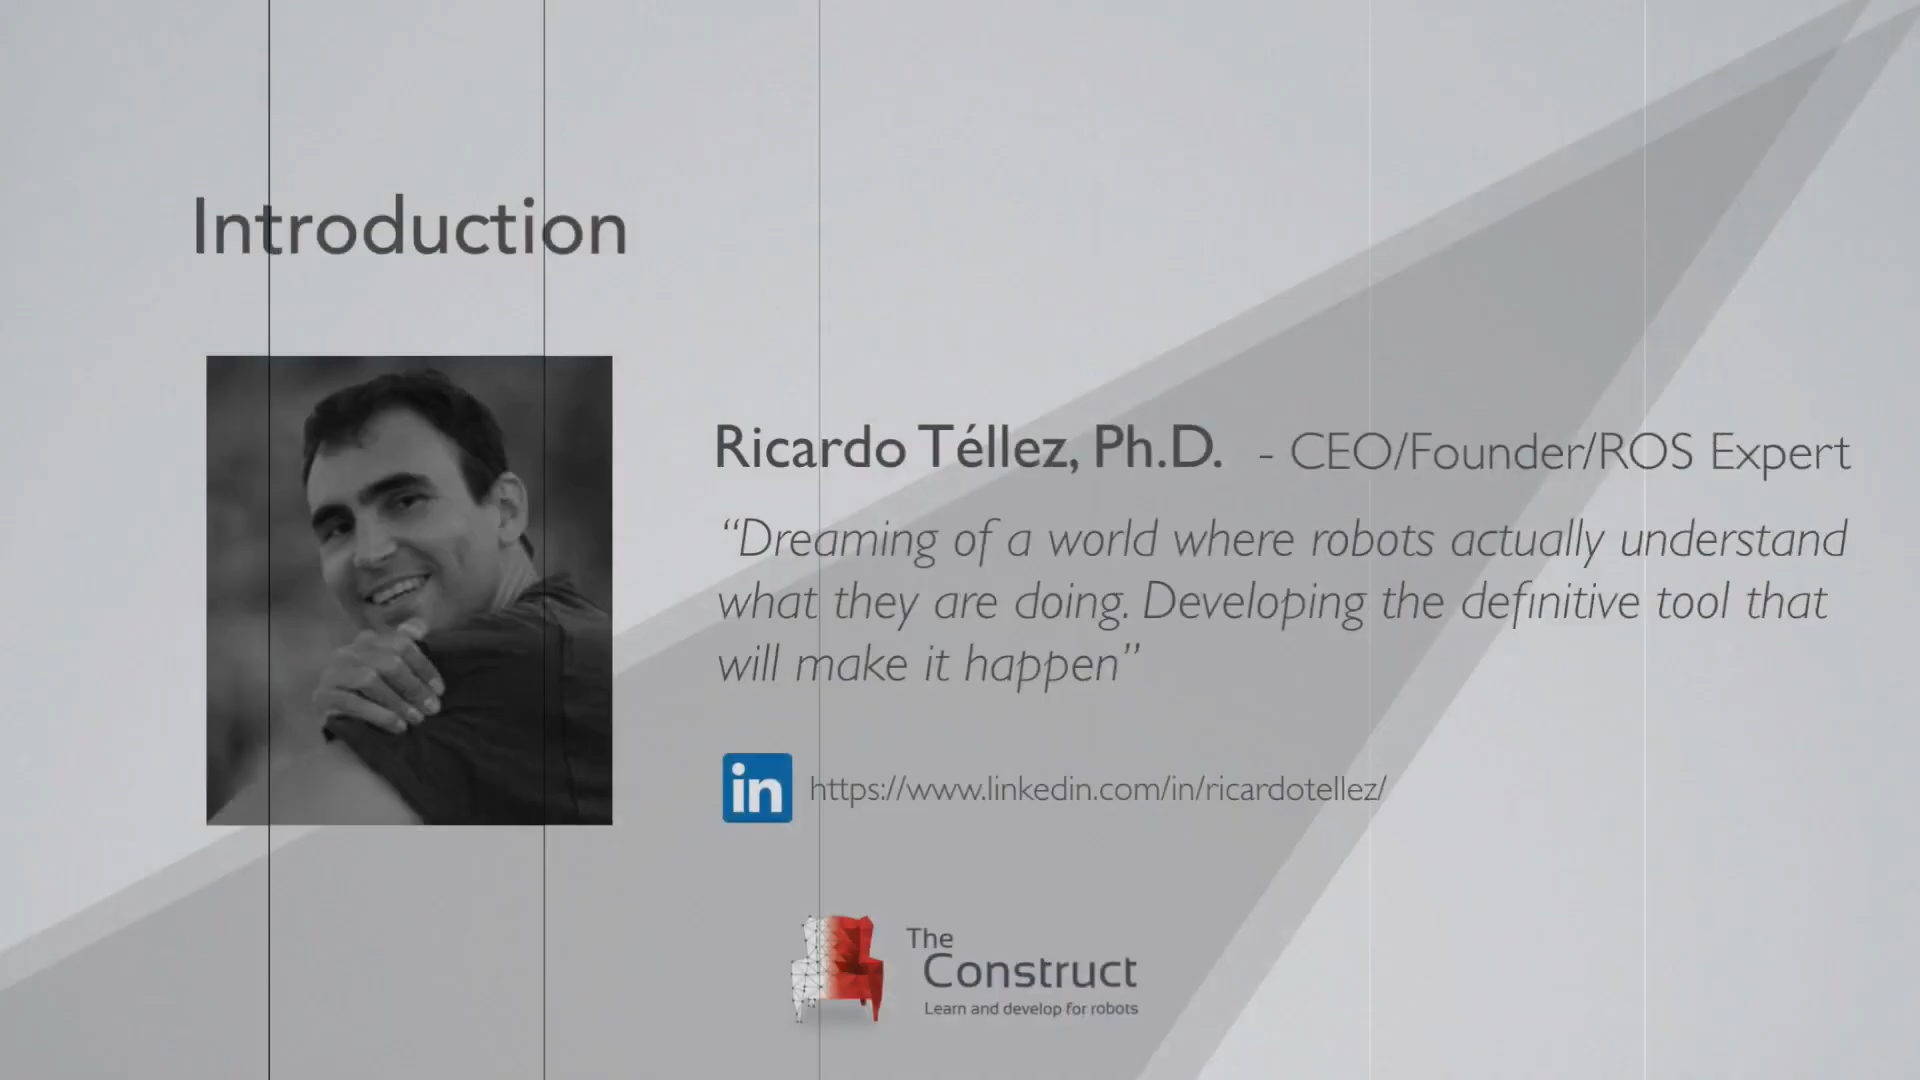 Introduction
Ricardo Téllez, Ph.D. - CEO/Founder/ROS Expert
“Dreaming of a world where robots actually understand
what they are doing. Developing the definitive tool that
will make it happen”
in https://www.linkedin.com/in/ricardotellez/
The
Construct
Learn and develop for robots